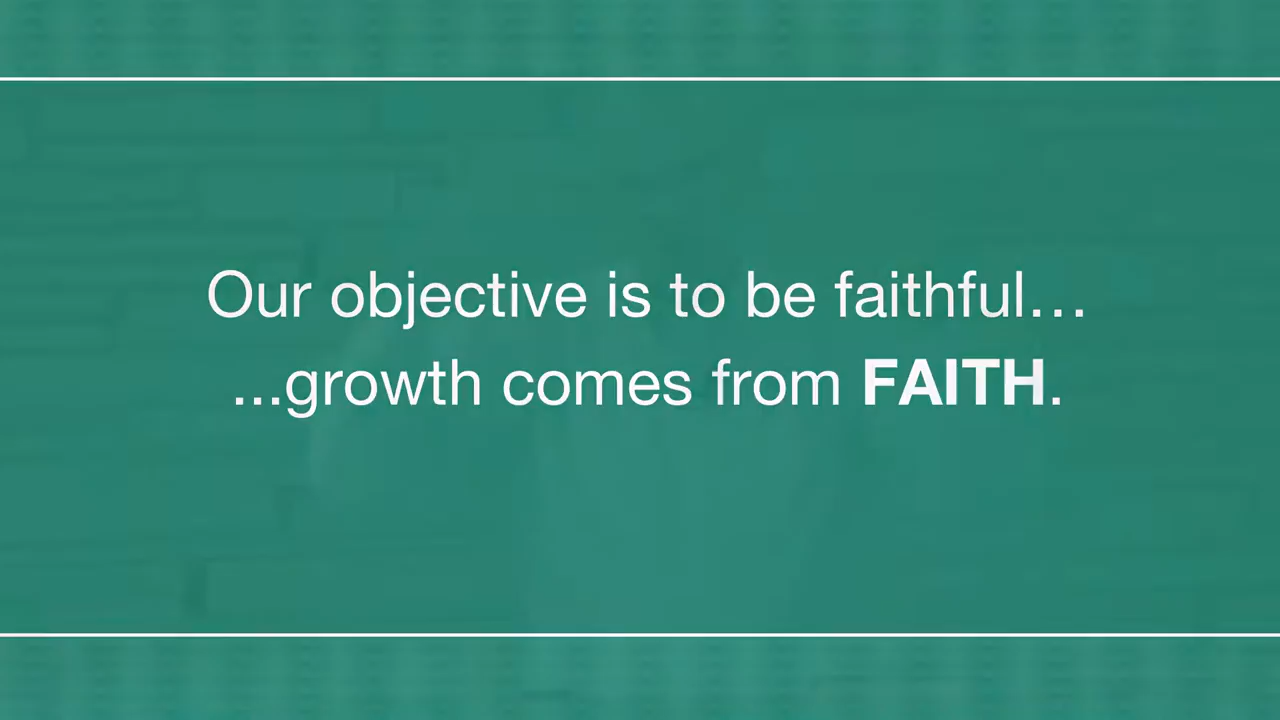 Our objective is to be faithful…
...growth comes from FAITH.